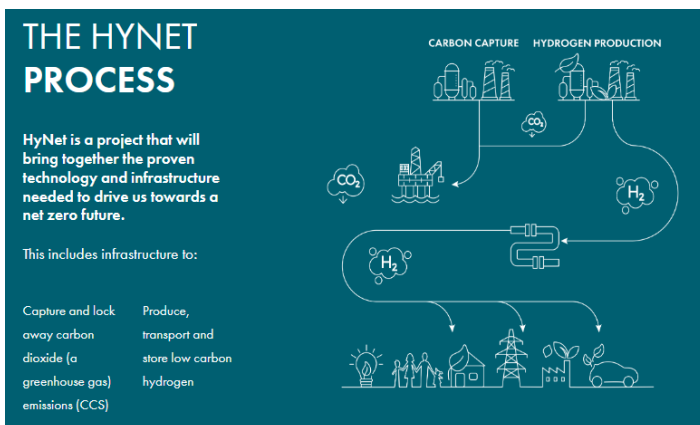 THE HYNET
PROCESS
HyNet is a project that will
bring together the proven
technology and infrastructure
needed to drive us towards a
net zero future.
This includes infrastructure to:
Capture and lock
away carbon
dioxide (a
greenhouse gas)
emissions (CCS)
Produce,
transport and
store low carbon
hydrogen
CARBON CAPTURE
HYDROGEN PRODUCTION
CO₂
CO₂
H₂
H₂